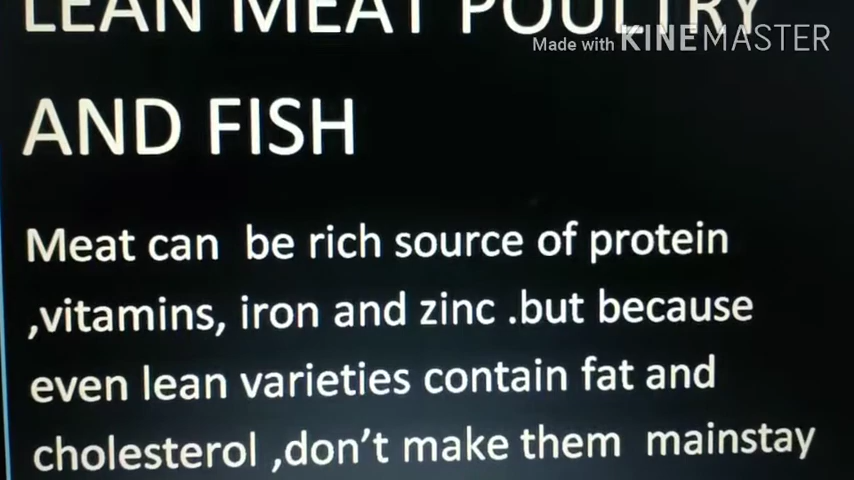 LEAN MEAT POULTRY
Made with KINEMASTER
AND FISH
Meat can be rich source of protein
,vitamins, iron and zinc .but because
even lean varieties contain fat and
cholesterol ,don't make them mainstay